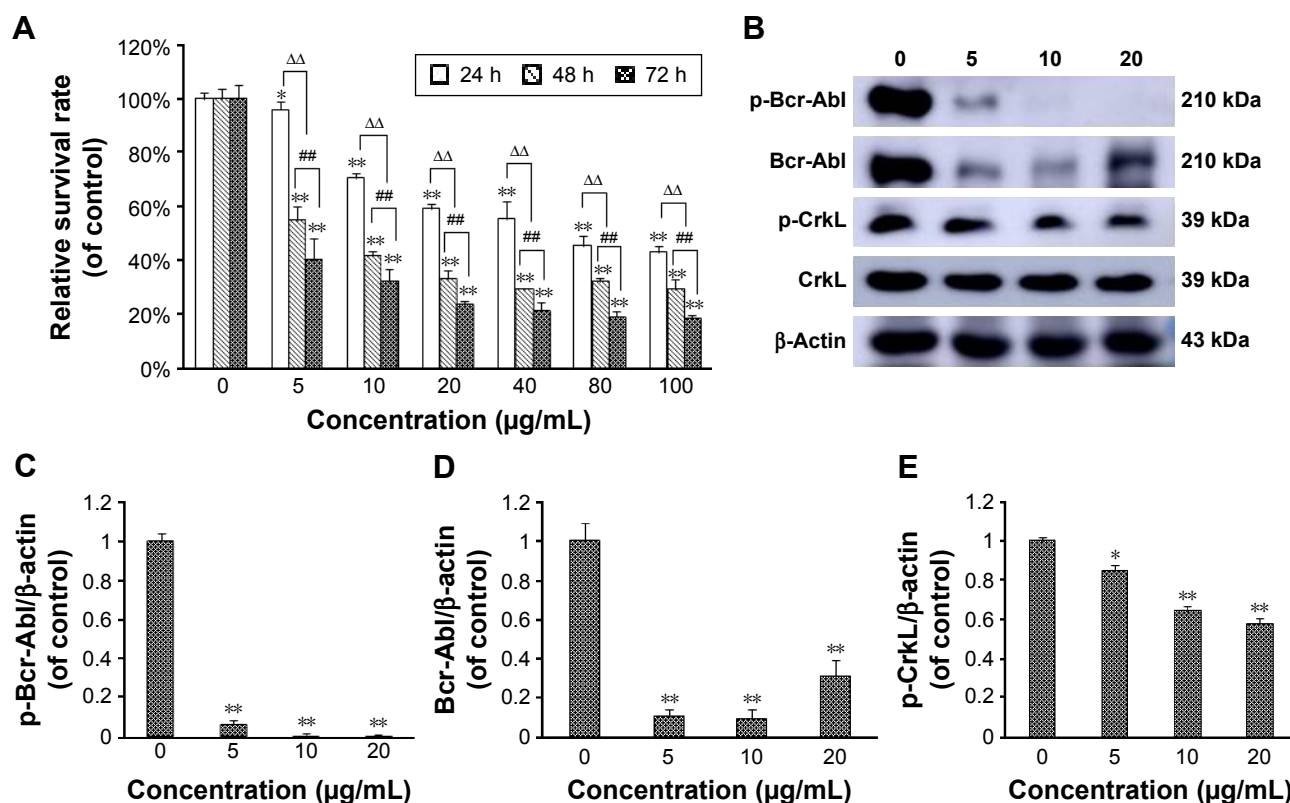 A
Relative survival rate
(of control)
120%
100%
80%
60%
40%
20%
0%
24 h 48 h 72 h
ΔΔ
*
##
**
**
ΔΔ
**
##
**
**
ΔΔ
**
##
**
**
ΔΔ
**
##
**
**
ΔΔ
**
##
**
**
ΔΔ
**
##
**
**
0 5 10 20 40 80 100
Concentration (µg/mL)
B
0 5 10 20
p-Bcr-Abl 210 kDa
Bcr-Abl 210 kDa
p-CrkL 39 kDa
CrkL 39 kDa
β-Actin 43 kDa
C
p-Bcr-Abl/β-actin
(of control)
1.2
1
0.8
0.6
0.4
0.2
0
** ** **
0 5 10 20
Concentration (µg/mL)
D
Bcr-Abl/β-actin
(of control)
1.2
1
0.8
0.6
0.4
0.2
0
** ** **
0 5 10 20
Concentration (µg/mL)
E
p-CrkL/β-actin
(of control)
1.2
1
0.8
0.6
0.4
0.2
0
* ** **
0 5 10 20
Concentration (µg/mL)